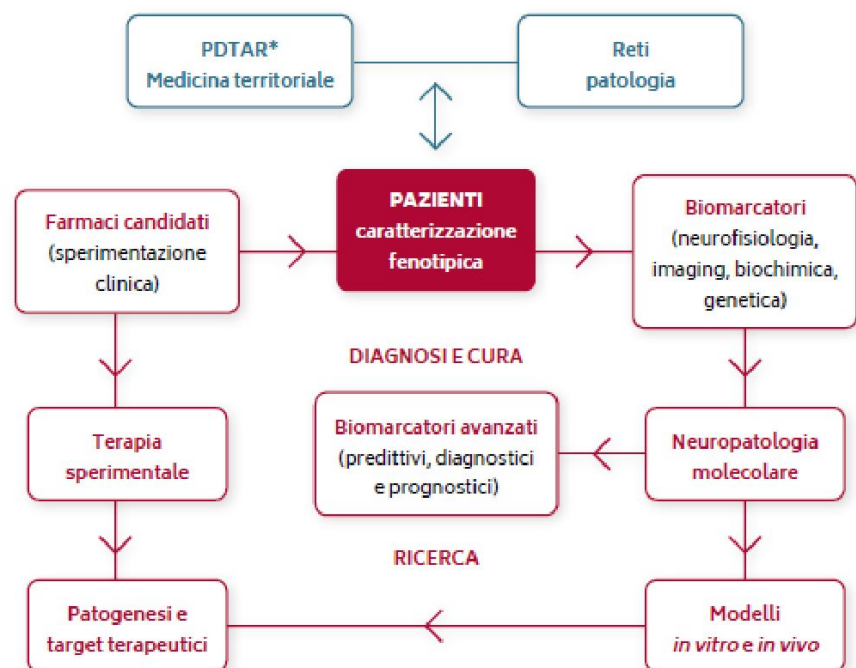 PDTAR*
Medicina territoriale
Reti
patologia
Farmaci candidati
(sperimentazione
clinica)
PAZIENTI
caratterizzazione
fenotipica
Biomarcatori
(neurofisiologia,
imaging, biochimica,
genetica)
DIAGNOSI E CURA
Terapia
sperimentale
Biomarcatori avanzati
(predittivi, diagnostici
e prognostici)
Neuropatologia
molecolare
RICERCA
Patogenesi e
target terapeutici
Modelli
in vitro e in vivo